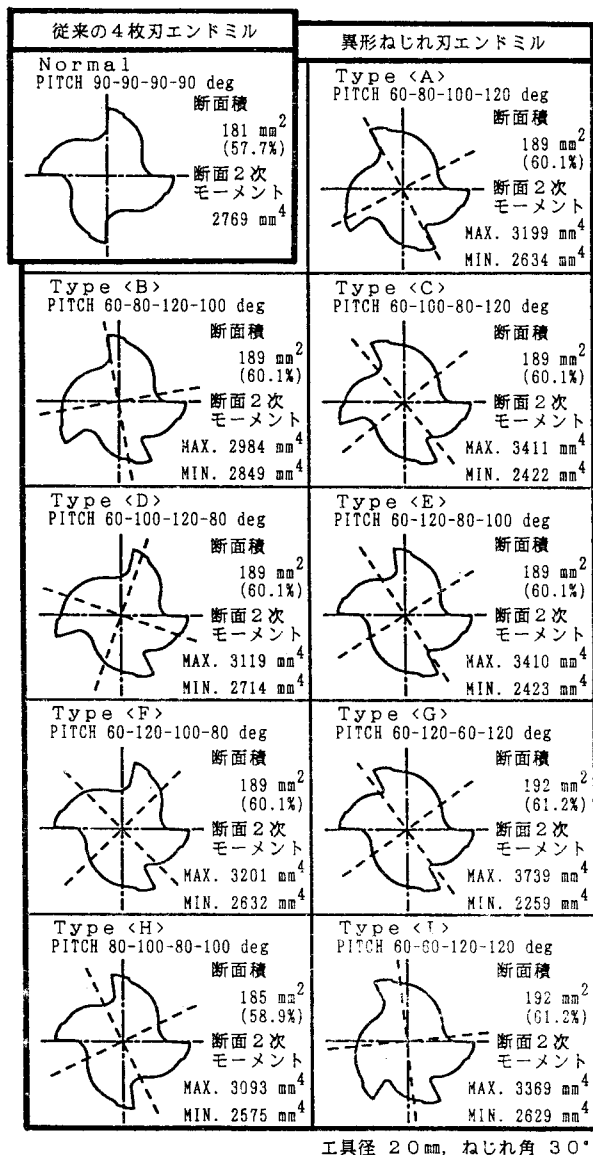 従来の4枚刃エンドミル
異形ねじれ刃エンドミル
Normal
PITCH 90-90-90-90 deg
断面積
181 mm2
(57.7%)
断面2次
モーメント
2769 mm4
Type <A>
PITCH 60-80-100-120 deg
断面積
189 mm2
(60.1%)
断面2次
モーメント
MAX. 3199 mm4
MIN. 2634 mm4
Type <B>
PITCH 60-80-120-100 deg
断面積
189 mm2
(60.1%)
断面2次
モーメント
MAX. 2984 mm4
MIN. 2849 mm4
Type <C>
PITCH 60-100-80-120 deg
断面積
189 mm2
(60.1%)
断面2次
モーメント
MAX. 3411 mm4
MIN. 2422 mm4
Type <D>
PITCH 60-100-120-80 deg
断面積
189 mm2
(60.1%)
断面2次
モーメント
MAX. 3119 mm4
MIN. 2714 mm4
Type <E>
PITCH 60-120-80-100 deg
断面積
189 mm2
(60.1%)
断面2次
モーメント
MAX. 3410 mm4
MIN. 2423 mm4
Type <F>
PITCH 60-120-100-80 deg
断面積
189 mm2
(60.1%)
断面2次
モーメント
MAX. 3201 mm4
MIN. 2632 mm4
Type <G>
PITCH 60-120-60-120 deg
断面積
192 mm2
(61.2%)
断面2次
モーメント
MAX. 3739 mm4
MIN. 2259 mm4
Type <H>
PITCH 80-100-80-100 deg
断面積
185 mm2
(58.9%)
断面2次
モーメント
MAX. 3093 mm4
MIN. 2575 mm4
Type <I>
PITCH 60-60-120-120 deg
断面積
192 mm2
(61.2%)
断面2次
モーメント
MAX. 3369 mm4
MIN. 2629 mm4
工具径 20mm, ねじれ角 30°